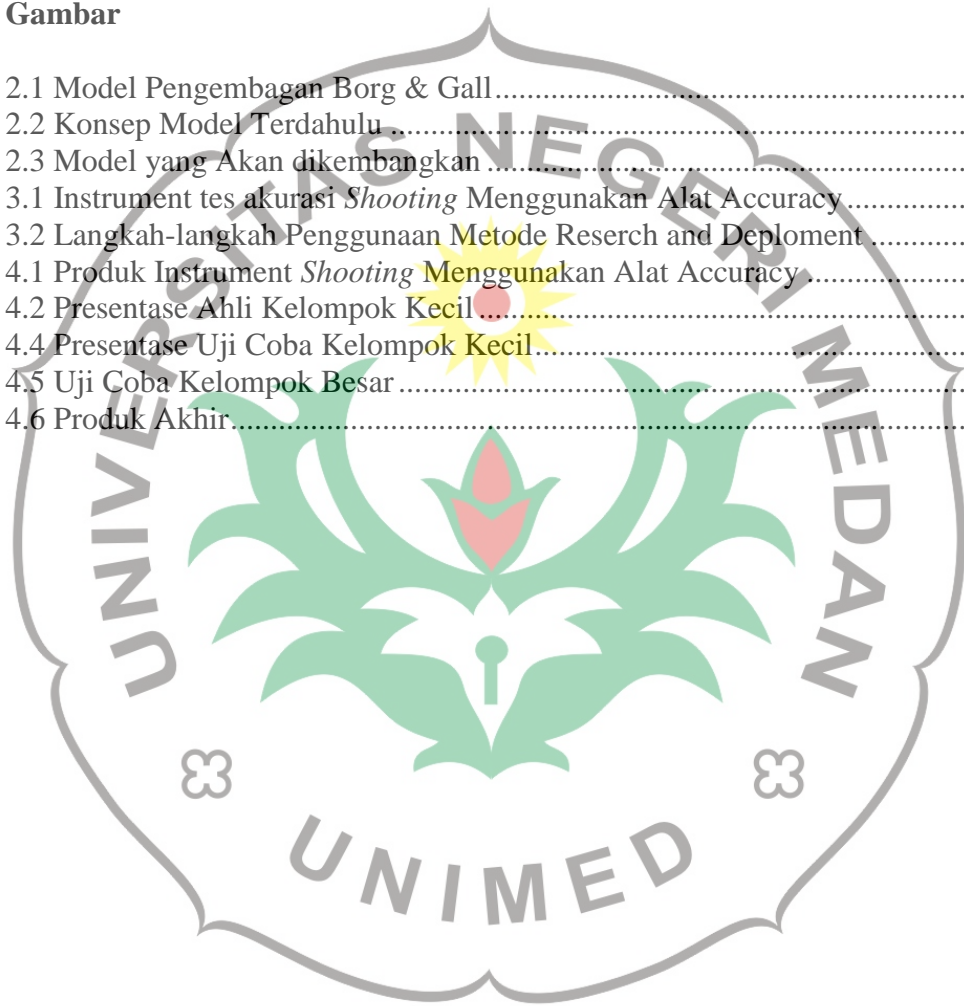 Gambar
2.1 Model Pengembagan Borg & Gall.............................................................
2.2 Konsep Model Terdahulu..........................................................................
2.3 Model yang Akan dikembangkan ..............................................................
3.1 Instrument tes akurasi Shooting Menggunakan Alat Accuracy...............
3.2 Langkah-langkah Penggunaan Metode Reserch and Deploment ............
4.1 Produk Instrument Shooting Menggunakan Alat Accuracy....................
4.2 Presentase Ahli Kelompok Kecil...............................................................
4.4 Presentase Uji Coba Kelompok Kecil.......................................................
4.5 Uji Coba Kelompok Besar.........................................................................
4.6 Produk Akhir..............................................................................................
UNIVERSITAS NEGERI MEDAN
UNIMED